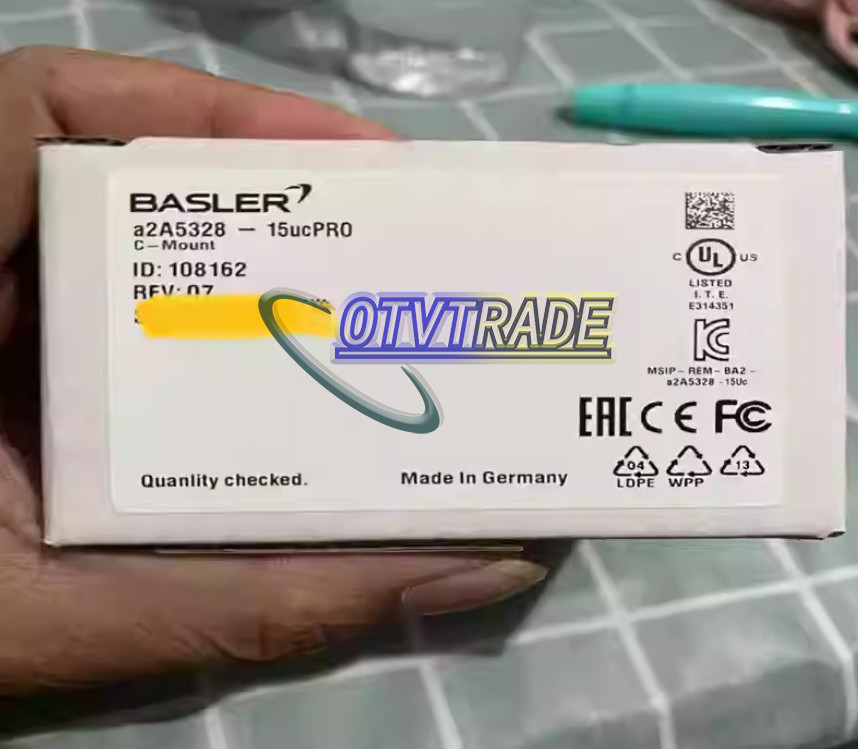 BASLER
a2A5328 - 15ucPRO
C-Mount
ID: 108162
REV: 07
OTVTRADE
Quanlity checked.
Made In Germany
C UL US
LISTED
I. T. E.
E314351
KC
MSIP- REM- BA2 -
a2A5328 -15Uc
EAC CE FC
04
LDPE
WPP
13